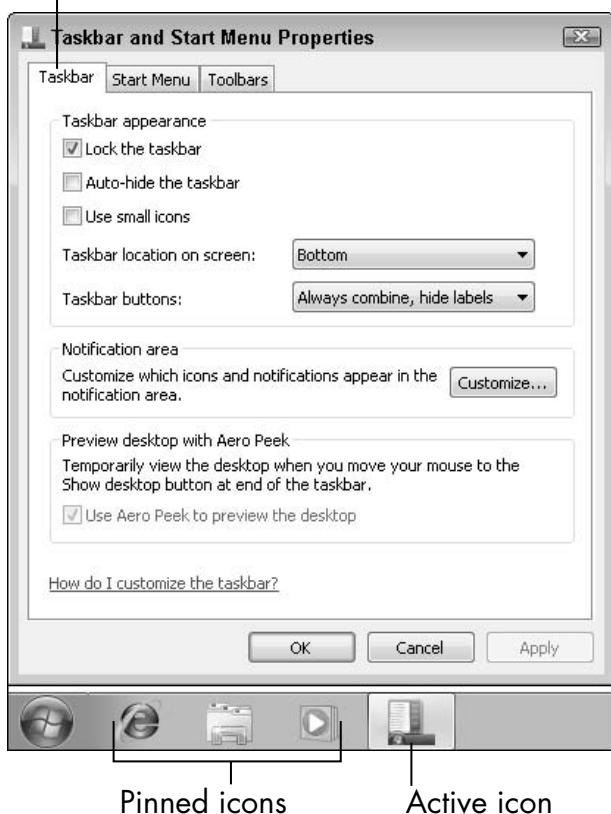 Taskbar and Start Menu Properties
Taskbar Start Menu Toolbars
Taskbar appearance
Lock the taskbar
Auto-hide the taskbar
Use small icons
Taskbar location on screen: Bottom
Taskbar buttons: Always combine, hide labels
Notification area
Customize which icons and notifications appear in the
notification area.
Customize...
Preview desktop with Aero Peek
Temporarily view the desktop when you move your mouse to the
Show desktop button at end of the taskbar.
Use Aero Peek to preview the desktop
How do I customize the taskbar?
OK Cancel Apply
Pinned icons Active icon